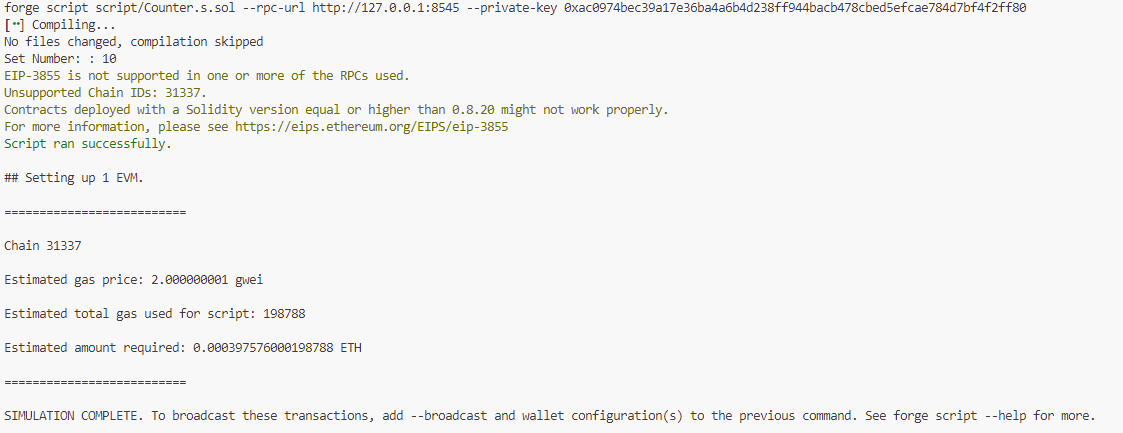 forge script script/Counter.s.sol --rpc-url http://127.0.0.1:8545 --private-key 0xac0974bec39a17e36ba4a6b4d238ff944bacb478cbed5efcae784d7bf4f2ff80
[⠒] Compiling...
No files changed, compilation skipped
Set Number: : 10
EIP-3855 is not supported in one or more of the RPCs used.
Unsupported Chain IDs: 31337.
Contracts deployed with a Solidity version equal or higher than 0.8.20 might not work properly.
For more information, please see https://eips.ethereum.org/EIPS/eip-3855
Script ran successfully.
## Setting up 1 EVM.
==========================
Chain 31337
Estimated gas price: 2.000000001 gwei
Estimated total gas used for script: 198788
Estimated amount required: 0.000397576000198788 ETH
==========================
SIMULATION COMPLETE. To broadcast these transactions, add --broadcast and wallet configuration(s) to the previous command. See forge script --help for more.